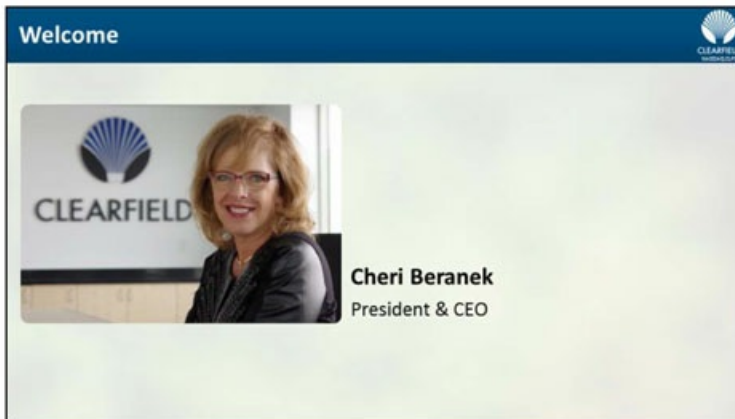 Welcome
CLEARFIELD
CLEARFIELD
Cheri Beranek
President & CEO